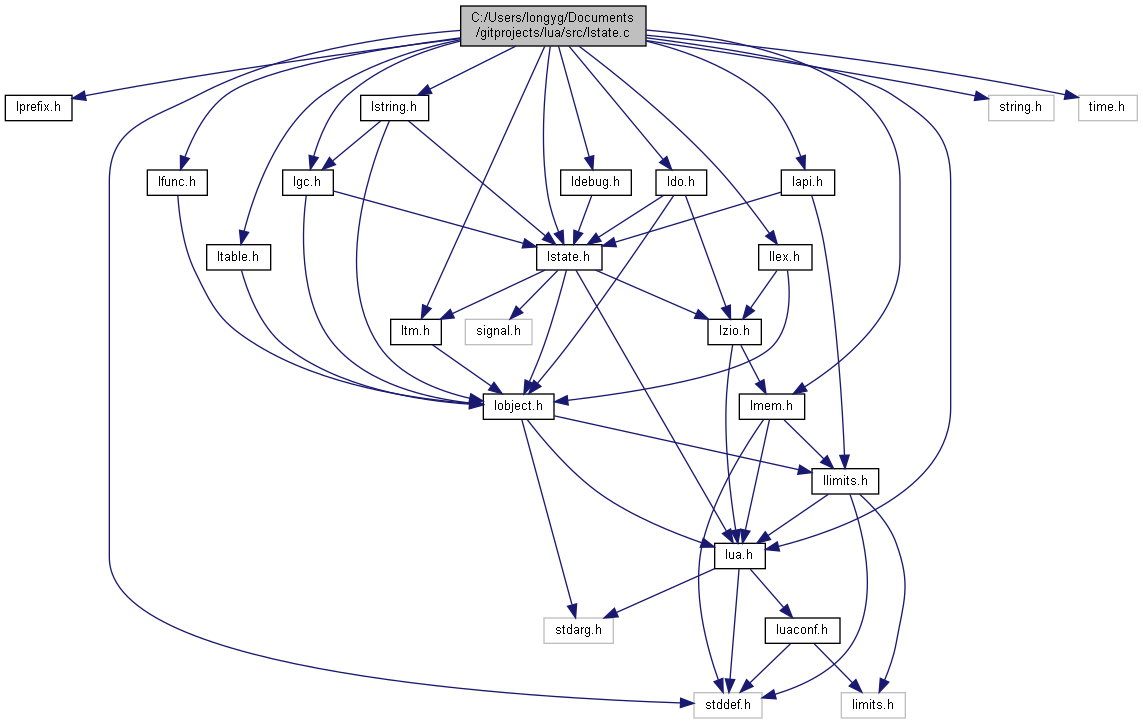 C:/Users/longyg/Documents
/gitprojects/lua/src/lstate.c
lprefix.h
lstring.h
string.h
time.h
lfunc.h
lgc.h
ldebug.h
ldo.h
lapi.h
ltable.h
lstate.h
llex.h
ltm.h
signal.h
lzio.h
lobject.h
lmem.h
llimits.h
lua.h
stdarg.h
luaconf.h
stddef.h
limits.h